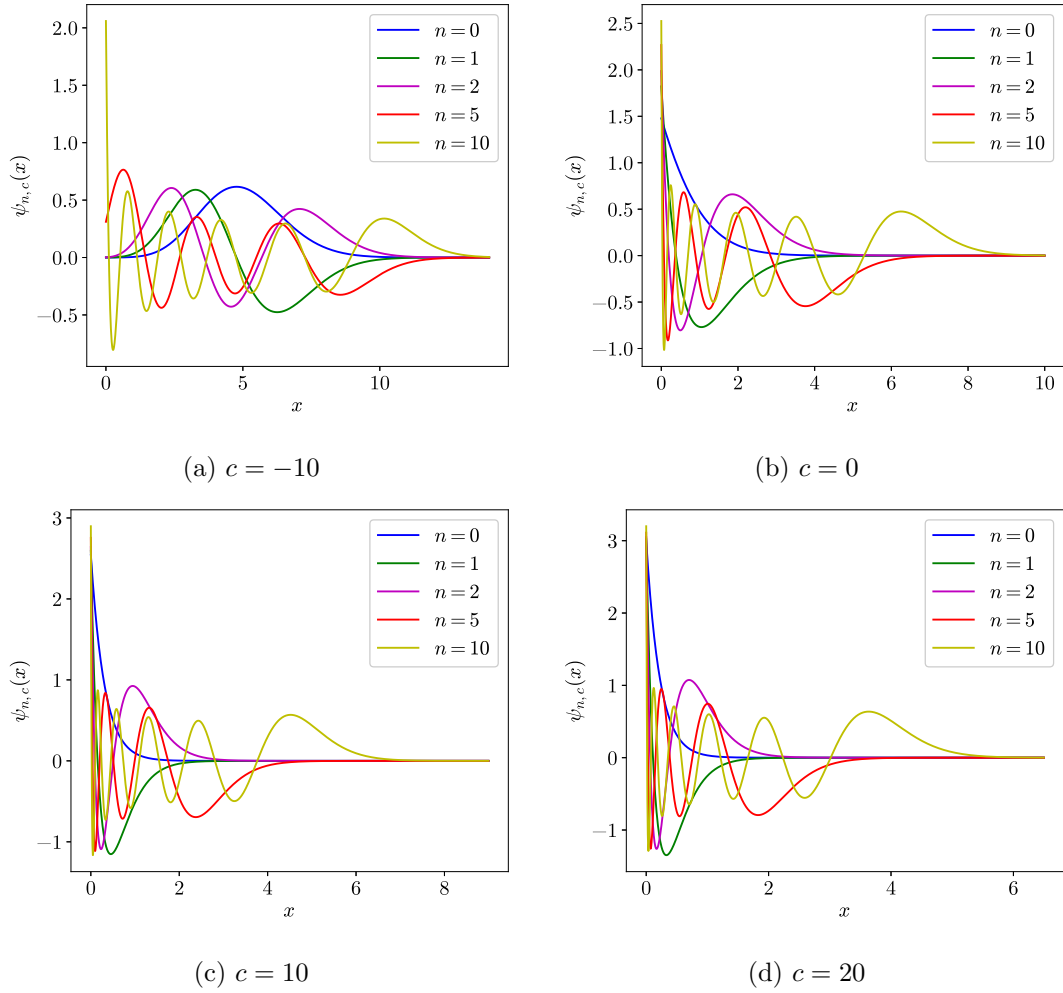 2.0
1.5
1.0
0.5
0.0
−0.5
0
5
10
x
ψn,c(x)
n = 0
n = 1
n = 2
n = 5
n = 10
(a) c = −10
2.5
2.0
1.5
1.0
0.5
0.0
−0.5
−1.0
0
2
4
6
8
10
x
ψn,c(x)
n = 0
n = 1
n = 2
n = 5
n = 10
(b) c = 0
3
2
1
0
−1
0
2
4
6
8
x
ψn,c(x)
n = 0
n = 1
n = 2
n = 5
n = 10
(c) c = 10
3
2
1
0
−1
0
2
4
6
x
ψn,c(x)
n = 0
n = 1
n = 2
n = 5
n = 10
(d) c = 20